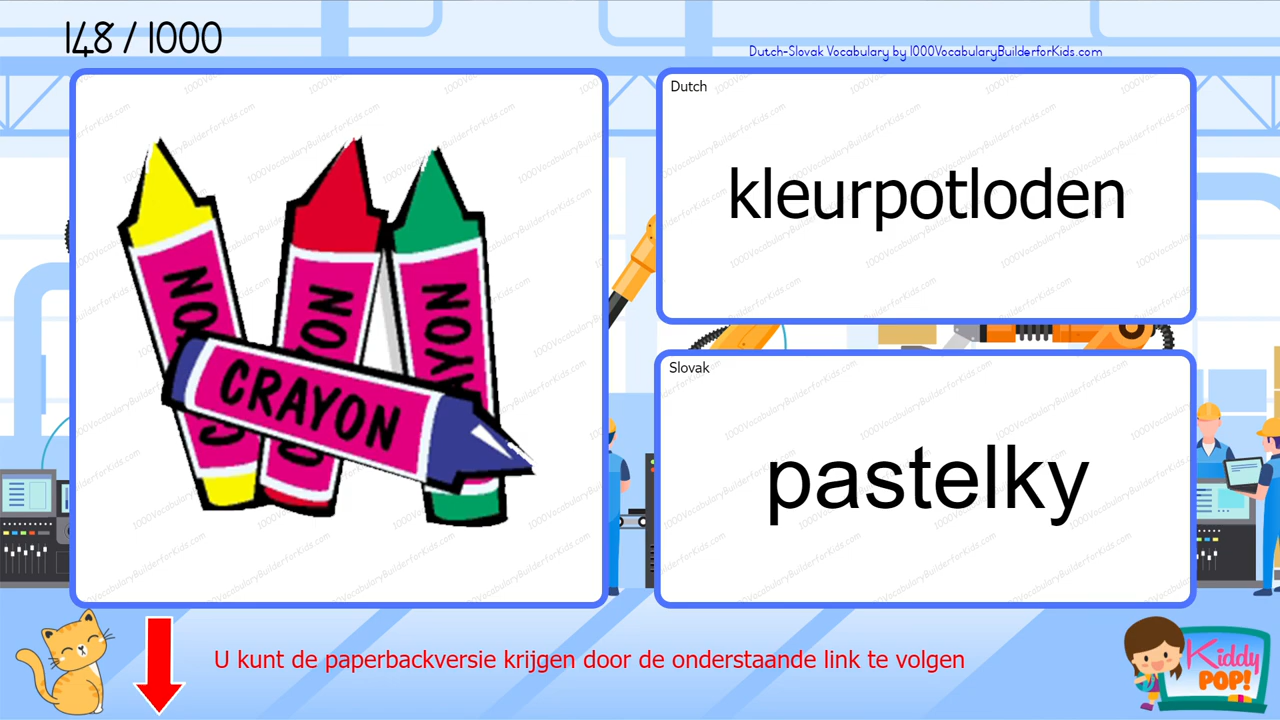 148 / 1000
Dutch-Slovak Vocabulary by 1000VocabularyBuilderforKids.com
Dutch
kleurpotloden
Slovak
pastelky
CRAYON
U kunt de paperbackversie krijgen door de onderstaande link te volgen
Kiddy
POP!